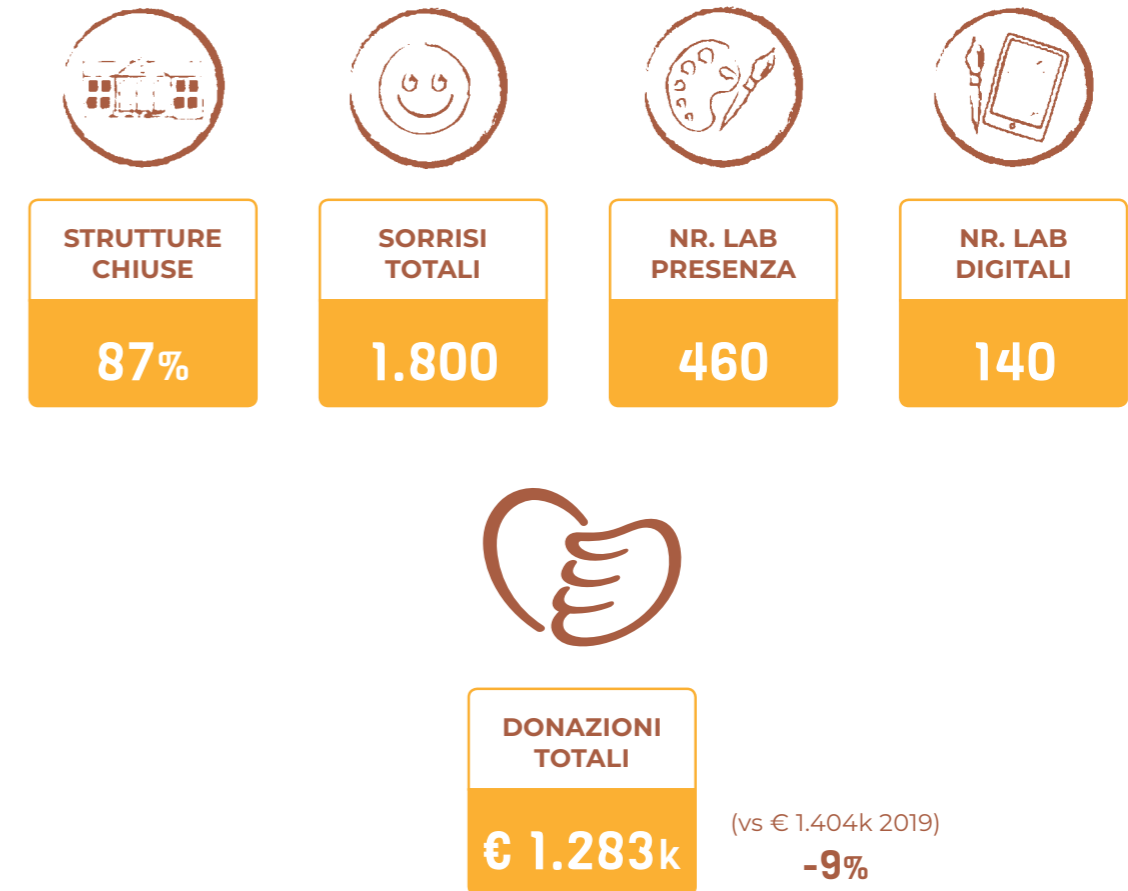 STRUTTURE
CHIUSE
87%
SORRISI
TOTALI
1.800
NR. LAB
PRESENZA
460
NR. LAB
DIGITALI
140
DONAZIONI
TOTALI
€ 1.283k
(vs € 1.404k 2019)
-9%